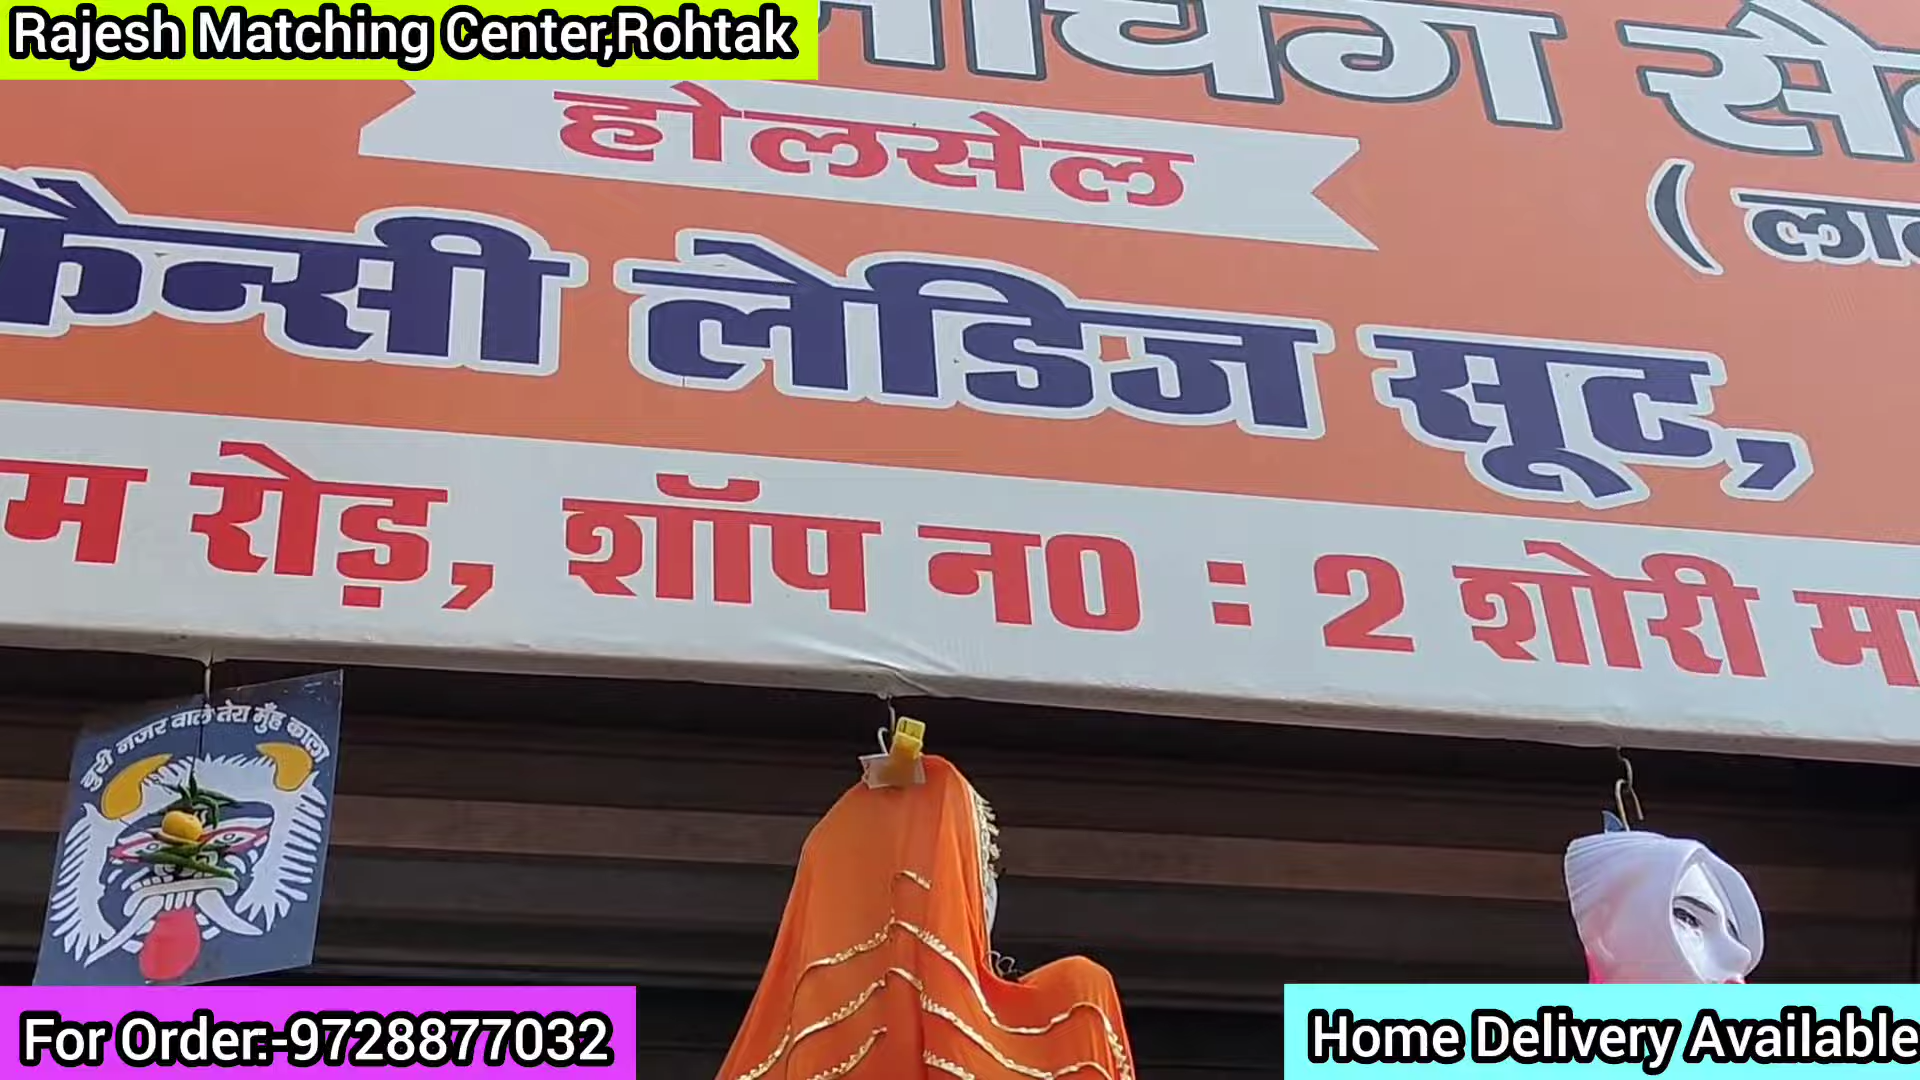 Rajesh Matching Center,Rohtak
होलसेल
फैन्सी लेडिज सूट,
रोड़, शॉप न0 : 2 शोरी
बुरी नजर वाले तेरा मुँह काला
For Order:-9728877032
Home Delivery Available